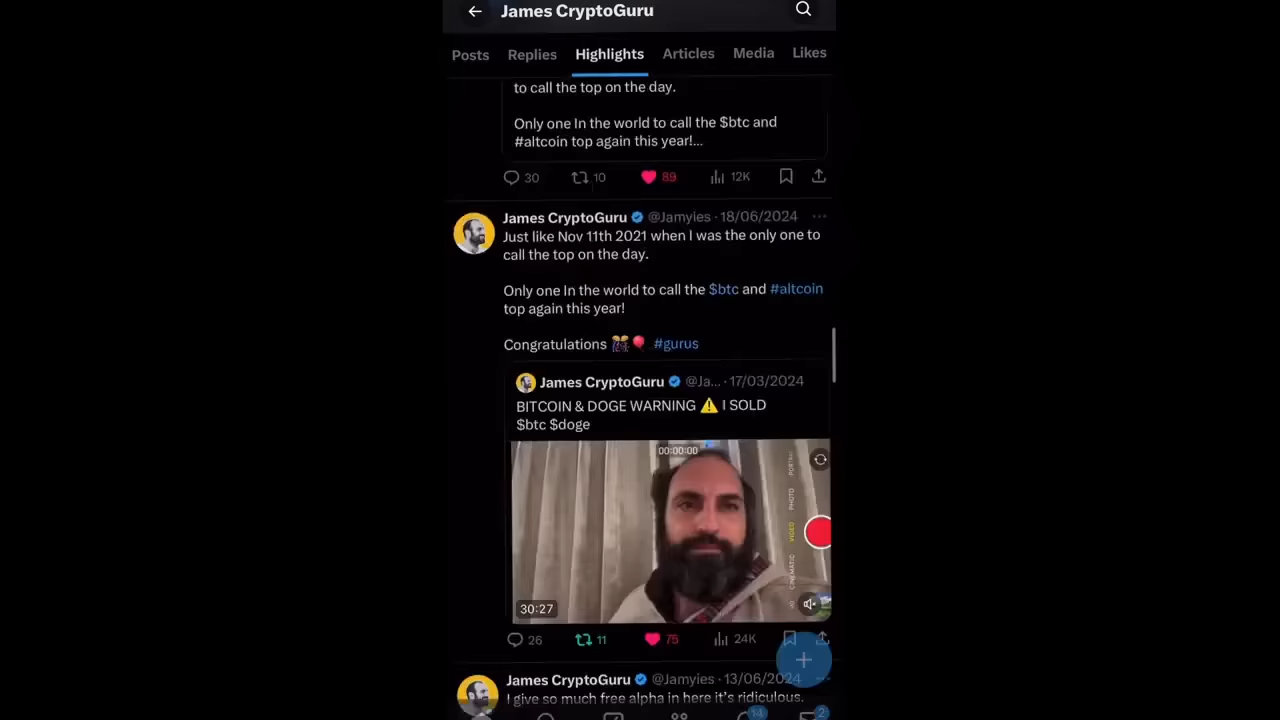 James CryptoGuru
Posts Replies Highlights Articles Media Likes
to call the top on the day.
Only one In the world to call the $btc and
#altcoin top again this year!...
30 10 89 12K
James CryptoGuru @Jamyies · 18/06/2024 ...
Just like Nov 11th 2021 when I was the only one to
call the top on the day.
Only one In the world to call the $btc and #altcoin
top again this year!
Congratulations 🎊🎈 #gurus
James CryptoGuru @Ja... · 17/03/2024
BITCOIN & DOGE WARNING ⚠️ I SOLD
$btc $doge
00:00:00
PHOTO
VIDEO
CINEMATIC
30:27
26 11 75 24K
James CryptoGuru @Jamyies · 13/06/2024
I give so much free alpha in here it's ridiculous.
14 2